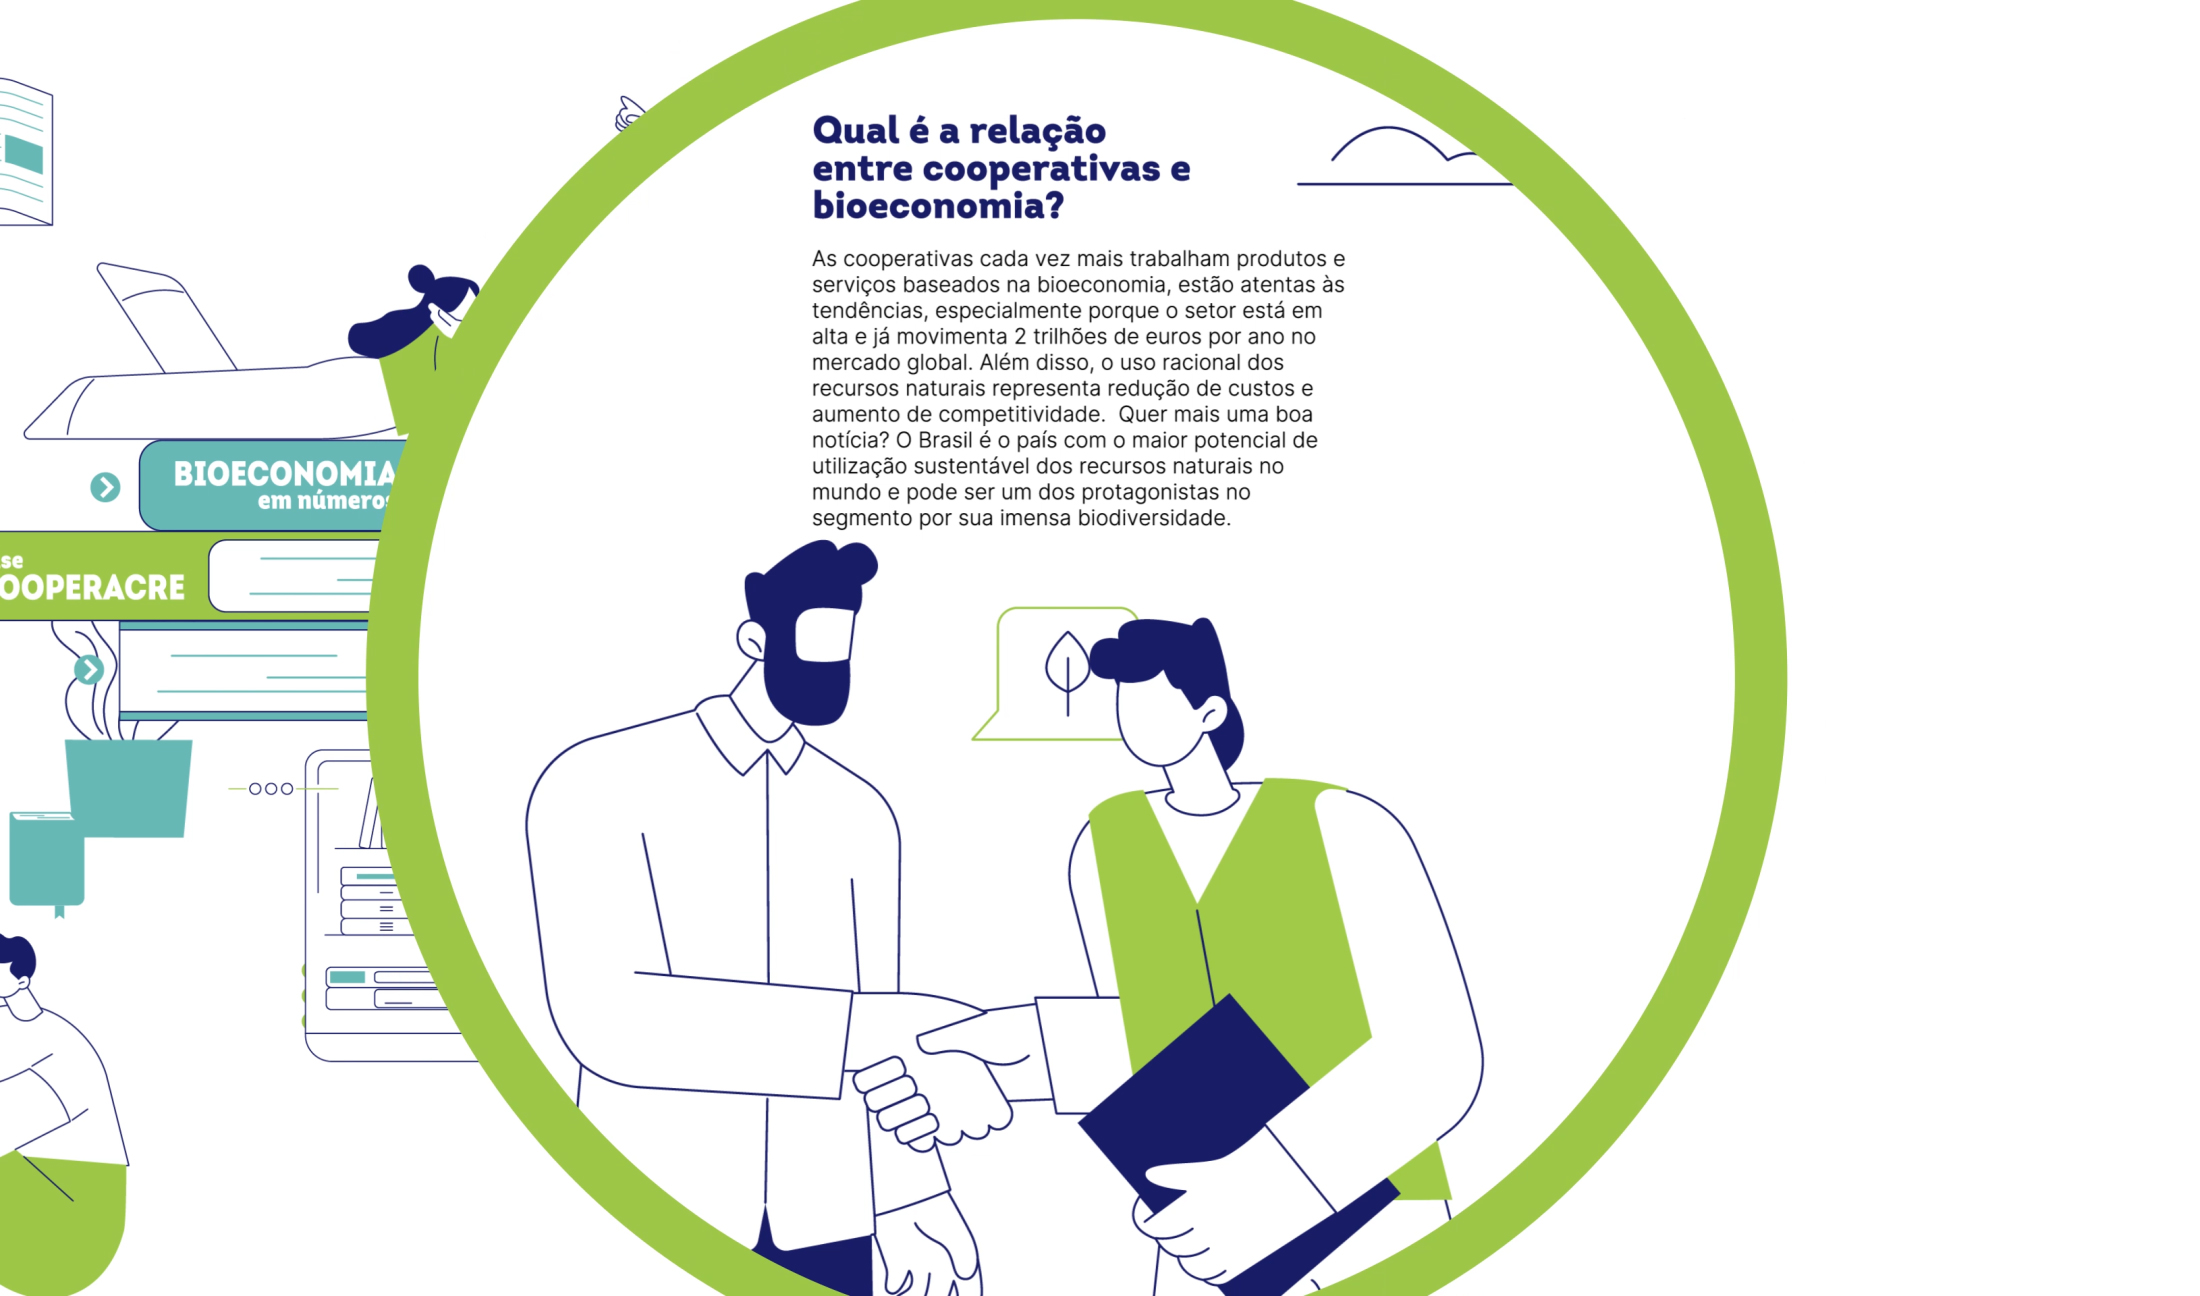 Qual é a relação
entre cooperativas e
bioeconomia?
As cooperativas cada vez mais trabalham produtos e
serviços baseados na bioeconomia, estão atentas às
tendências, especialmente porque o setor está em
alta e já movimenta 2 trilhões de euros por ano no
mercado global. Além disso, o uso racional dos
recursos naturais representa redução de custos e
aumento de competitividade.  Quer mais uma boa
notícia? O Brasil é o país com o maior potencial de
utilização sustentável dos recursos naturais no
mundo e pode ser um dos protagonistas no
segmento por sua imensa biodiversidade.
BIOECONOMIA
em números
se
OOPERACRE